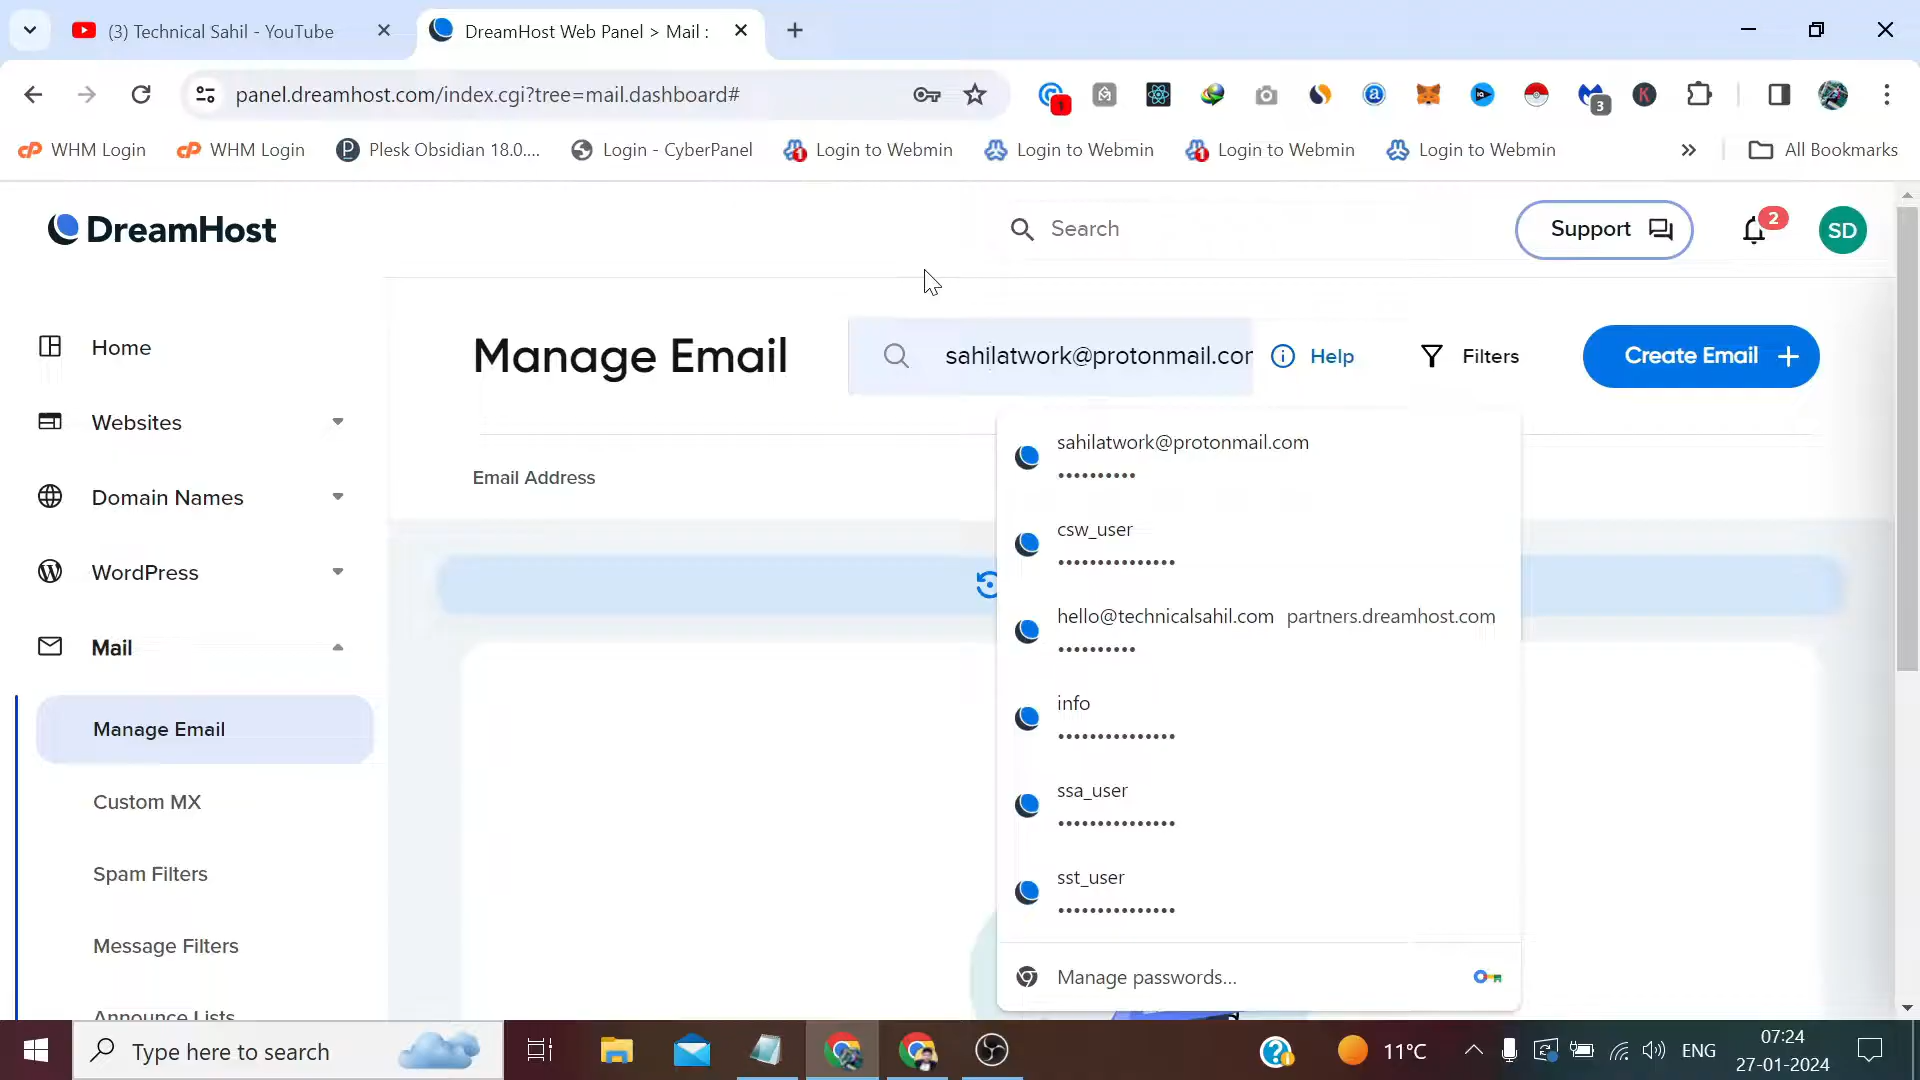 (3) Technical Sahil - YouTube
DreamHost Web Panel > Mail :
panel.dreamhost.com/index.cgi?tree=mail.dashboard#
1
3
WHM Login
WHM Login
Plesk Obsidian 18.0....
Login - CyberPanel
Login to Webmin
Login to Webmin
Login to Webmin
Login to Webmin
All Bookmarks
DreamHost
Search
Support
2
SD
Home
Websites
Domain Names
WordPress
Mail
Manage Email
Custom MX
Spam Filters
Message Filters
Announce Lists
Manage Email
sahilatwork@protonmail.cor
Help
Filters
Create Email +
Email Address
sahilatwork@protonmail.com
••••••••••
csw_user
•••••••••••••••
hello@technicalsahil.com partners.dreamhost.com
••••••••••
info
•••••••••••••••
ssa_user
•••••••••••••••
sst_user
•••••••••••••••
Manage passwords...
Type here to search
11°C
ENG
07:24
27-01-2024